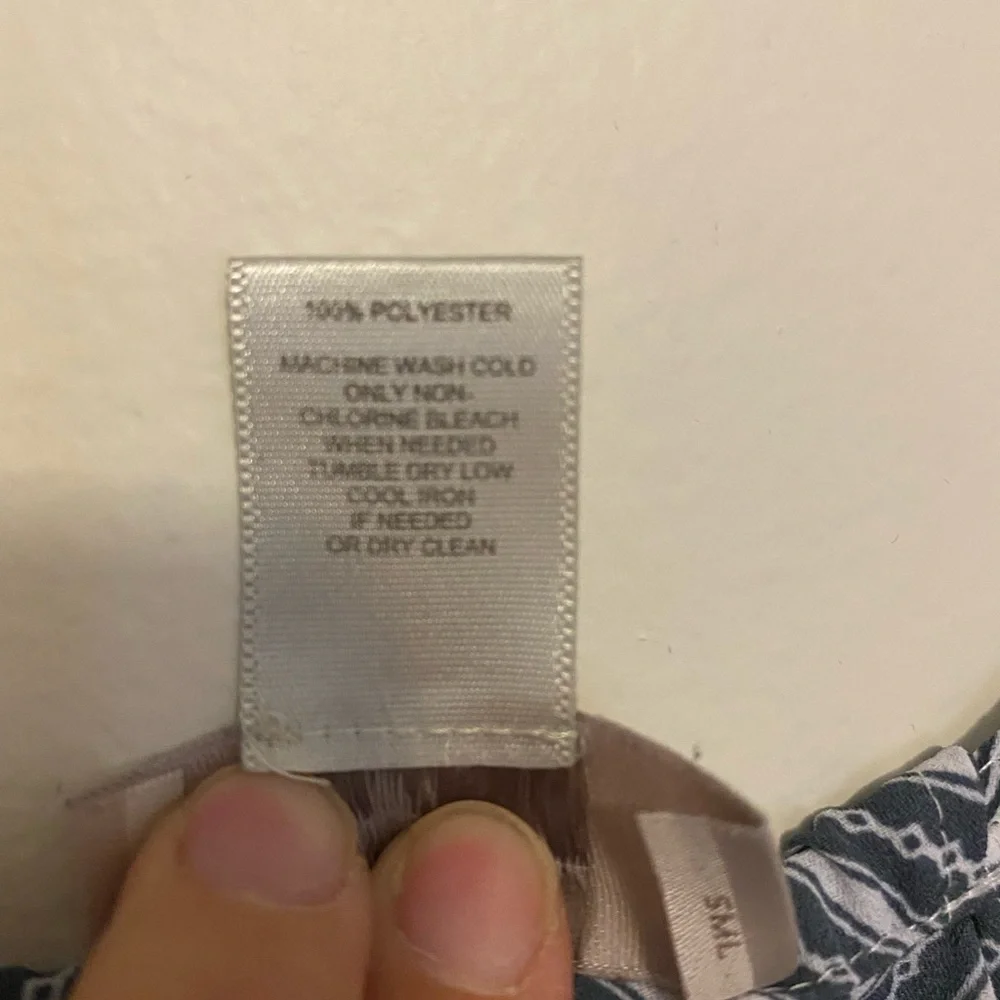 100% POLYESTER
MACHINE WASH COLD
ONLY NON-
CHLORINE BLEACH
WHEN NEEDED
TUMBLE DRY LOW
COOL IRON
IF NEEDED
OR DRY CLEAN
SML